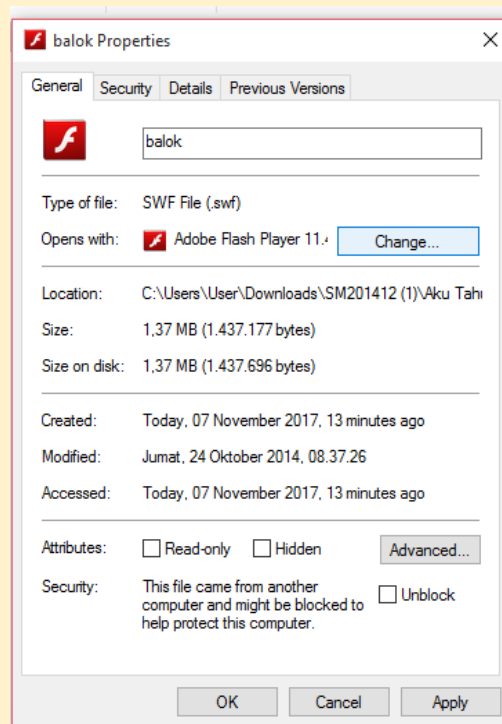 balok Properties
General Security Details Previous Versions
balok
Type of file: SWF File (.swf)
Opens with: Adobe Flash Player 11. Change...
Location: C:\Users\User\Downloads\SM201412 (1)\Aku Tahu
Size: 1,37 MB (1.437.177 bytes)
Size on disk: 1,37 MB (1.437.696 bytes)
Created: Today, 07 November 2017, 13 minutes ago
Modified: Jumat, 24 Oktober 2014, 08.37.26
Accessed: Today, 07 November 2017, 13 minutes ago
Attributes: Read-only Hidden Advanced...
Security: This file came from another
computer and might be blocked to Unblock
help protect this computer.
OK Cancel Apply